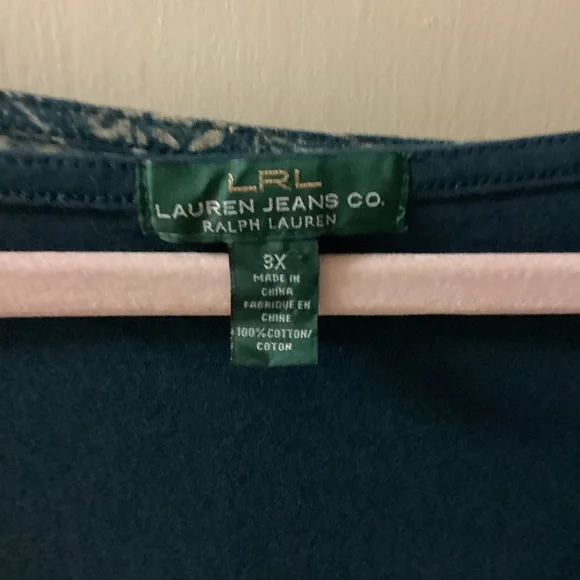 LRL
LAUREN JEANS CO.
RALPH LAUREN
3X
MADE IN
CHINA
FABRIQUE EN
CHINE
100%COTTON/
COTON